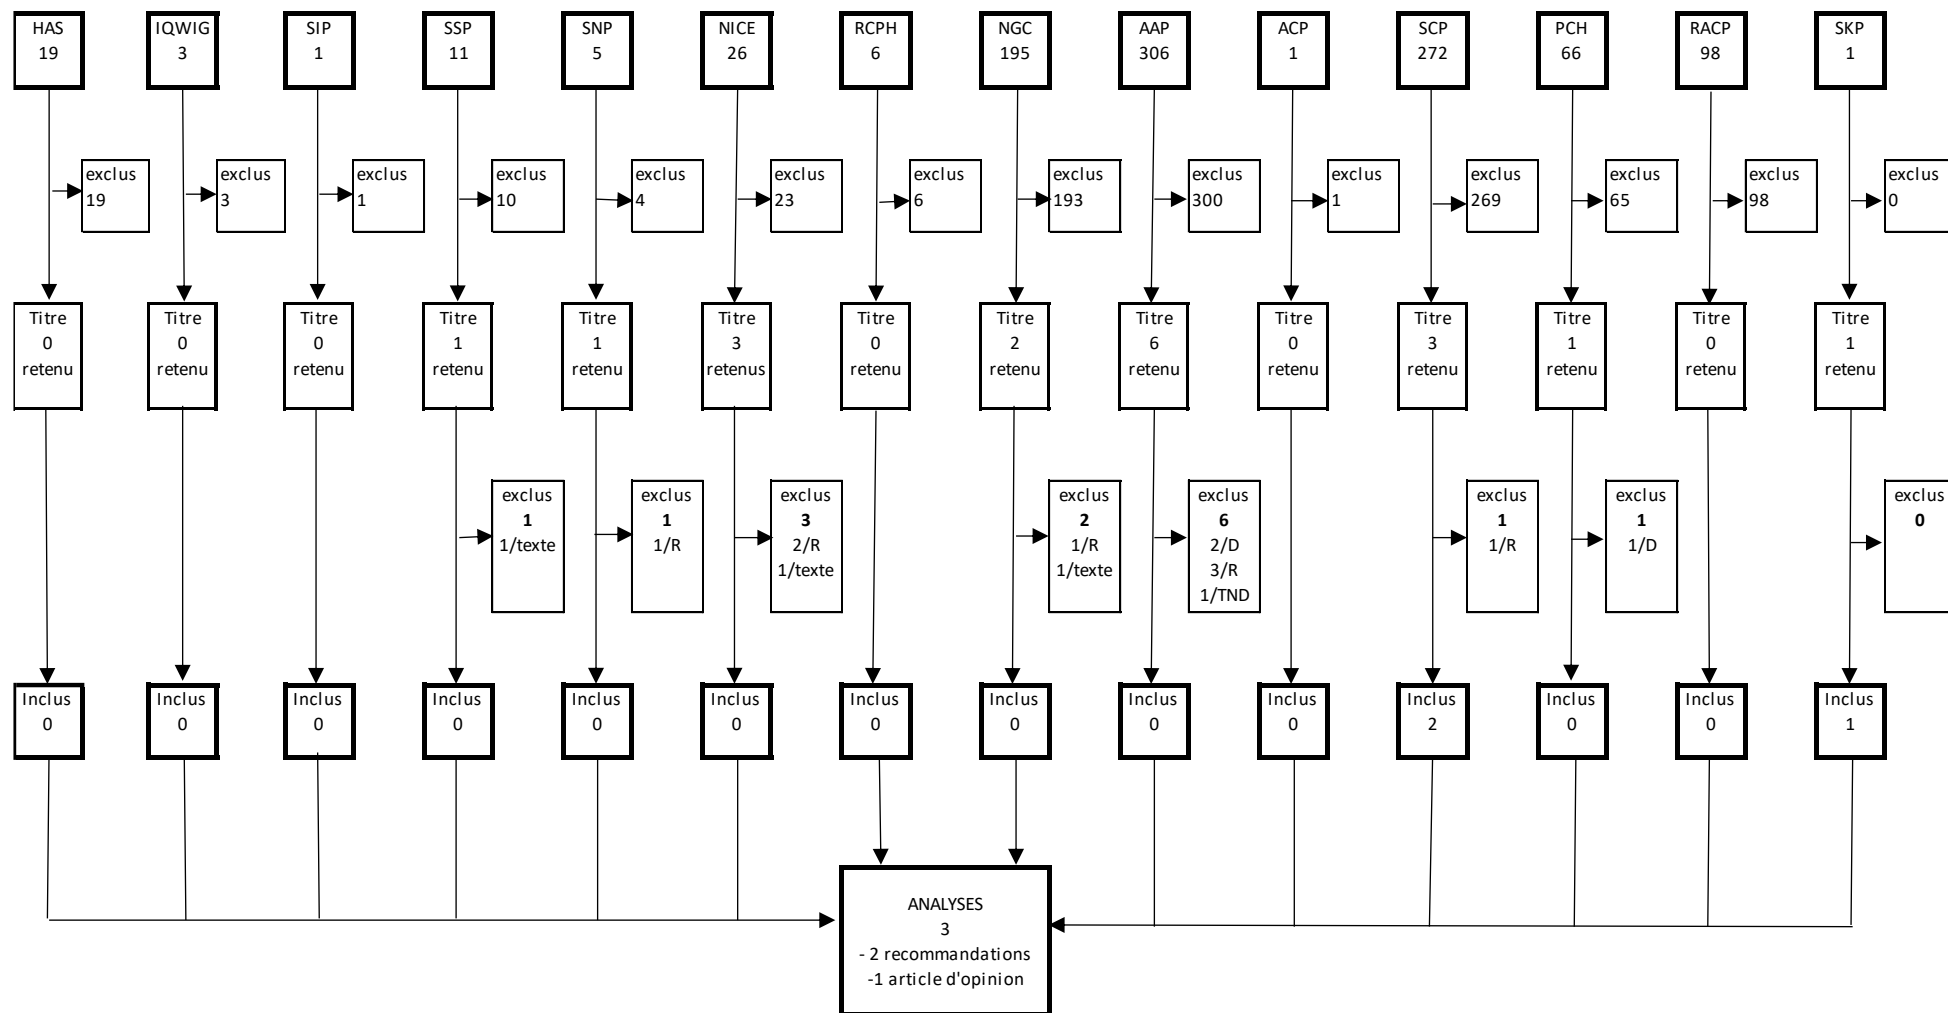 HAS
19
IQWIG
3
SIP
1
SSP
11
SNP
5
NICE
26
RCPH
6
NGC
195
AAP
306
ACP
1
SCP
272
PCH
66
RACP
98
SKP
1
exclus
19
exclus
3
exclus
1
exclus
10
exclus
4
exclus
23
exclus
6
exclus
193
exclus
300
exclus
1
exclus
269
exclus
65
exclus
98
exclus
0
Titre
0
retenu
Titre
0
retenu
Titre
0
retenu
Titre
1
retenu
Titre
1
retenu
Titre
3
retenus
Titre
0
retenu
Titre
2
retenu
Titre
6
retenu
Titre
0
retenu
Titre
3
retenu
Titre
1
retenu
Titre
0
retenu
Titre
1
retenu
exclus
1
1/texte
exclus
1
1/R
exclus
3
2/R
1/texte
exclus
2
1/R
1/texte
exclus
6
2/D
3/R
1/TND
exclus
1
1/R
exclus
1
1/D
exclus
0
Inclus
0
Inclus
0
Inclus
0
Inclus
0
Inclus
0
Inclus
0
Inclus
0
Inclus
0
Inclus
0
Inclus
0
Inclus
2
Inclus
0
Inclus
0
Inclus
1
ANALYSES
3
- 2 recommandations
-1 article d'opinion